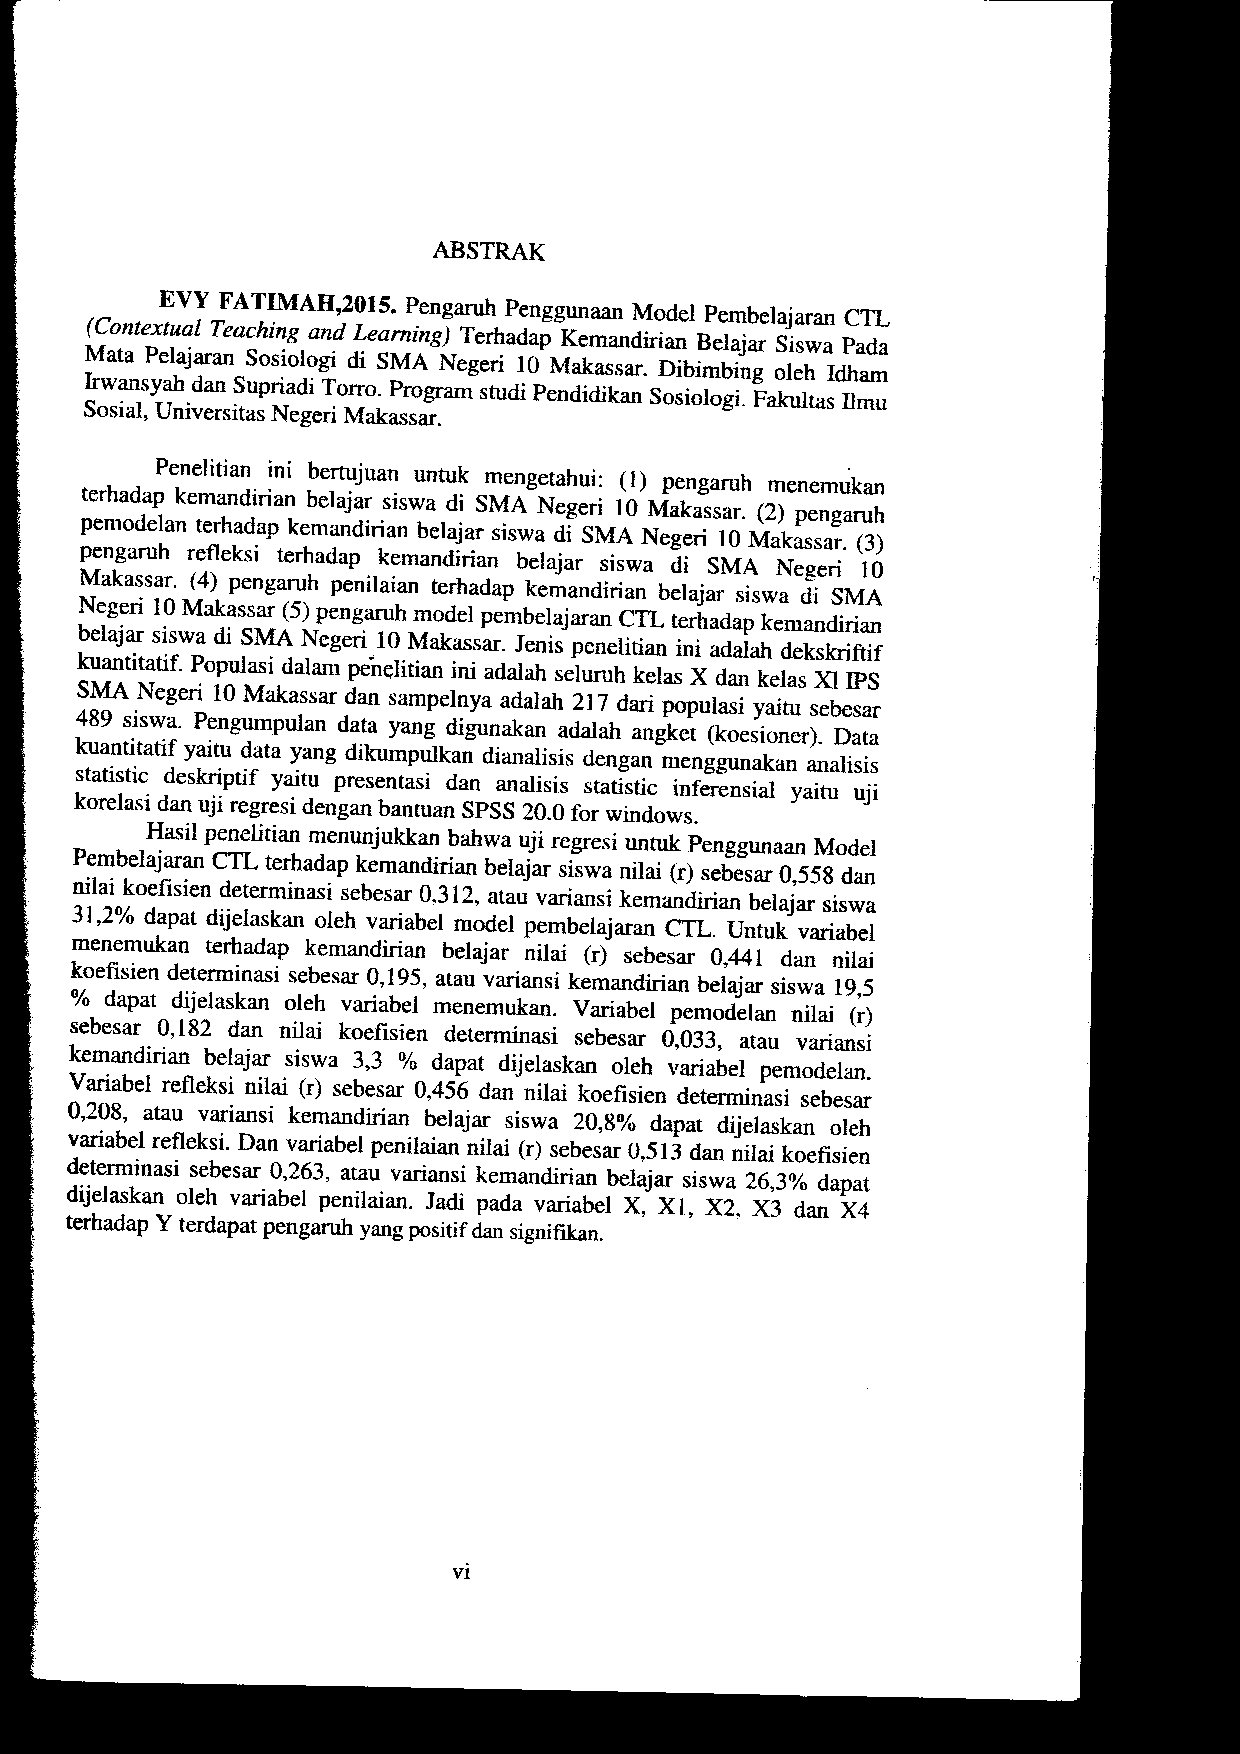 ABSTRAK
EVY FATIMAH,2015. Pengaruh Penggunaan Model Pembelajaran CTL
(Contextual Teaching and Learning) Terhadap Kemandirian Belajar Siswa Pada
Mata Pelajaran Sosiologi di SMA Negeri 10 Makassar. Dibimbing oleh Idham
Irwansyah dan Supriadi Torro. Program studi Pendidikan Sosiologi. Fakultas Ilmu
Sosial, Universitas Negeri Makassar.
Penelitian ini bertujuan untuk mengetahui: (1) pengaruh menemukan
terhadap kemandirian belajar siswa di SMA Negeri 10 Makassar. (2) pengaruh
pemodelan terhadap kemandirian belajar siswa di SMA Negeri 10 Makassar. (3)
pengaruh refleksi terhadap kemandirian belajar siswa di SMA Negeri 10
Makassar. (4) pengaruh penilaian terhadap kemandirian belajar siswa di SMA
Negeri 10 Makassar (5) pengaruh model pembelajaran CTL terhadap kemandirian
belajar siswa di SMA Negeri 10 Makassar. Jenis penelitian ini adalah dekskriftif
kuantitatif. Populasi dalam penelitian ini adalah seluruh kelas X dan kelas XI IPS
SMA Negeri 10 Makassar dan sampelnya adalah 217 dari populasi yaitu sebesar
489 siswa. Pengumpulan data yang digunakan adalah angket (koesioner). Data
kuantitatif yaitu data yang dikumpulkan dianalisis dengan menggunakan analisis
statistic deskriptif yaitu presentasi dan analisis statistic inferensial yaitu uji
korelasi dan uji regresi dengan bantuan SPSS 20.0 for windows.
Hasil penelitian menunjukkan bahwa uji regresi untuk Penggunaan Model
Pembelajaran CTL terhadap kemandirian belajar siswa nilai (r) sebesar 0,558 dan
nilai koefisien determinasi sebesar 0,312, atau variansi kemandirian belajar siswa
31,2% dapat dijelaskan oleh variabel model pembelajaran CTL. Untuk variabel
menemukan terhadap kemandirian belajar nilai (r) sebesar 0,441 dan nilai
koefisien determinasi sebesar 0,195, atau variansi kemandirian belajar siswa 19,5
% dapat dijelaskan oleh variabel menemukan. Variabel pemodelan nilai (r)
sebesar 0,182 dan nilai koefisien determinasi sebesar 0,033, atau variansi
kemandirian belajar siswa 3,3 % dapat dijelaskan oleh variabel pemodelan.
Variabel refleksi nilai (r) sebesar 0,456 dan nilai koefisien determinasi sebesar
0,208, atau variansi kemandirian belajar siswa 20,8% dapat dijelaskan oleh
variabel refleksi. Dan variabel penilaian nilai (r) sebesar 0,513 dan nilai koefisien
determinasi sebesar 0,263, atau variansi kemandirian belajar siswa 26,3% dapat
dijelaskan oleh variabel penilaian. Jadi pada variabel X, X1, X2, X3 dan X4
terhadap Y terdapat pengaruh yang positif dan signifikan.
vi